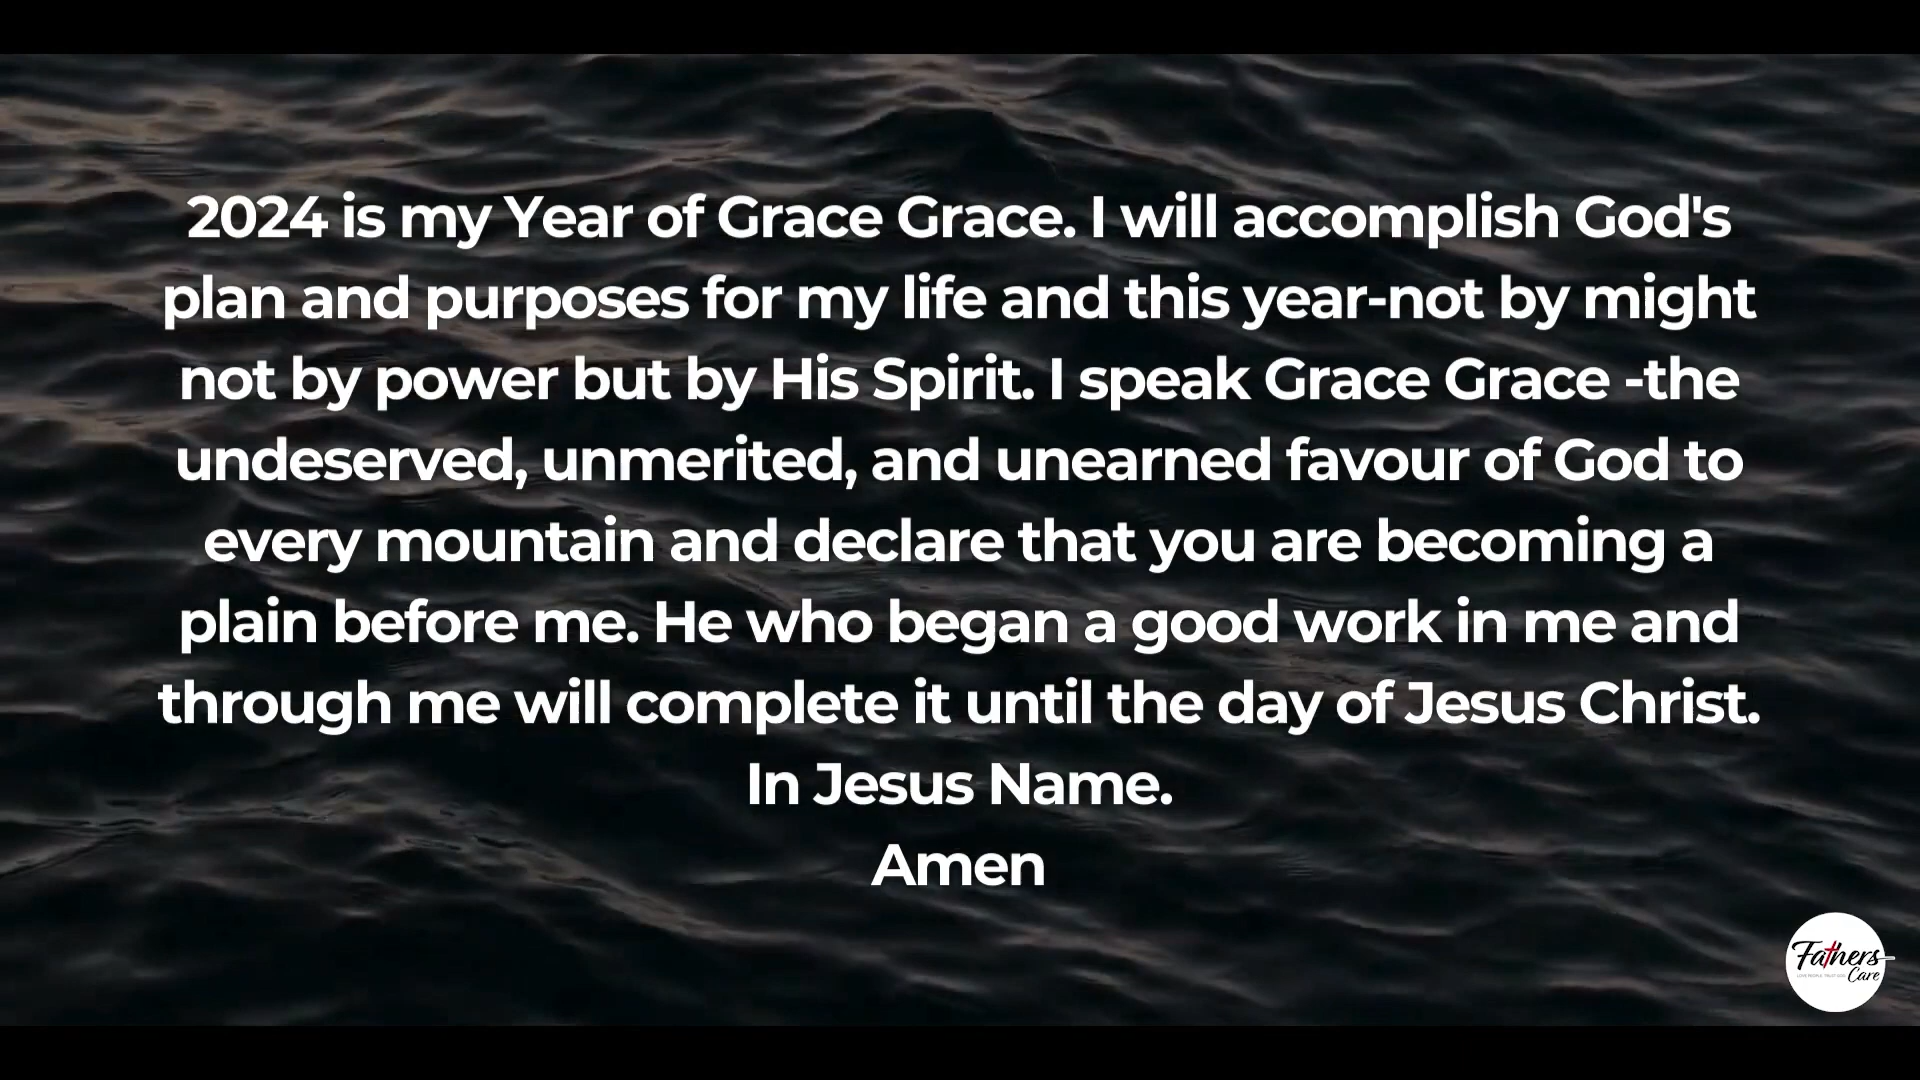 2024 is my Year of Grace Grace. I will accomplish God's
plan and purposes for my life and this year-not by might
not by power but by His Spirit. I speak Grace Grace -the
undeserved, unmerited, and unearned favour of God to
every mountain and declare that you are becoming a
plain before me. He who began a good work in me and
through me will complete it until the day of Jesus Christ.
In Jesus Name.
Amen
Fathers
LOVE PEOPLE. TRUST GOD.
Care